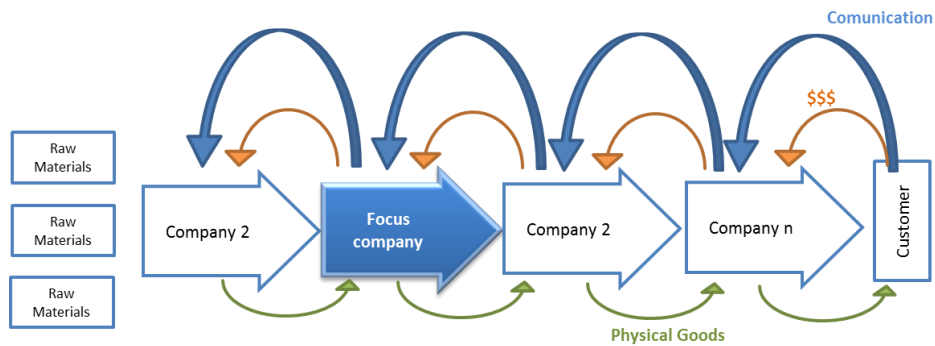 Comunication
$$$
Raw
Materials
Raw
Materials
Raw
Materials
Company 2
Focus
company
Company 2
Company n
Customer
Physical Goods